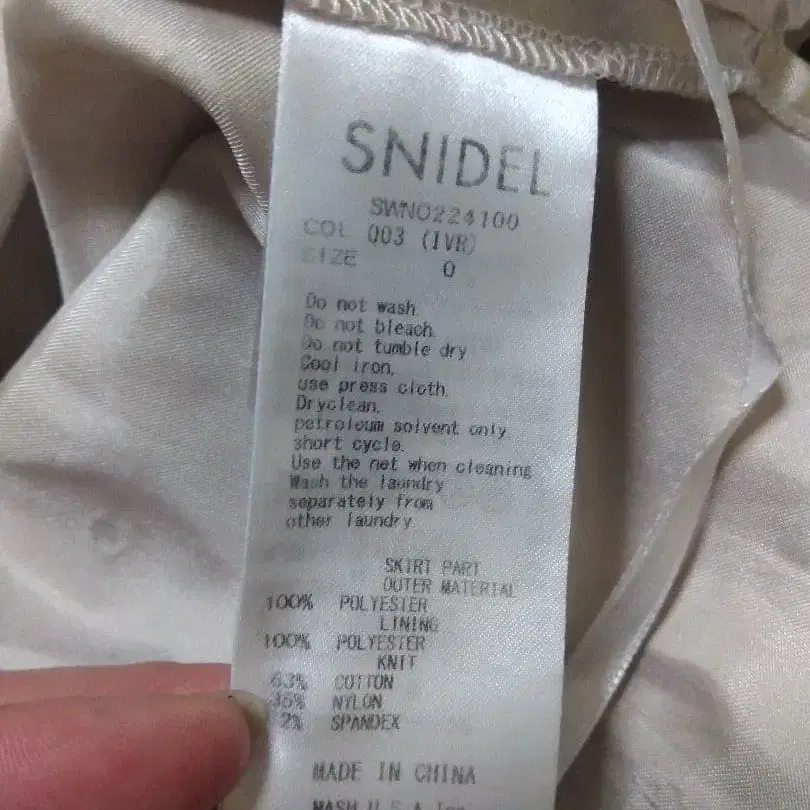 SNIDEL
SWNO224100
COL 003 (IVR)
SIZE 0
Do not wash.
Do not bleach.
Do not tumble dry
Cool iron,
use press cloth.
Dryclean,
petroleum solvent only.
short cycle.
Use the net when cleaning
Wash the laundry
separately from
other laundry.
SKIRT PART
OUTER MATERIAL
100% POLYESTER
LINING
100% POLYESTER
KNIT
63% COTTON
35% NYLON
2% SPANDEX
MADE IN CHINA
MASH U.S.A Inc